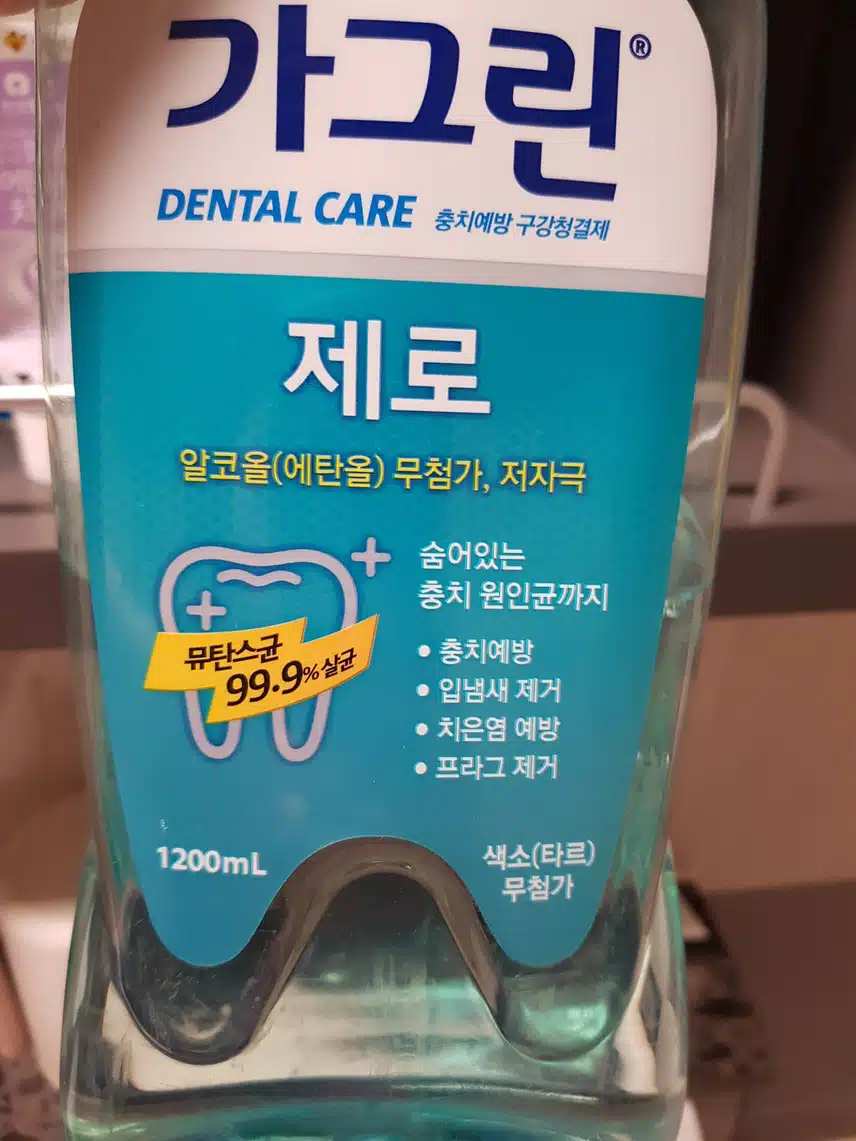 가그린®
DENTAL CARE 충치예방 구강청결제
제로
알코올(에탄올) 무첨가, 저자극
숨어있는
충치 원인균까지
뮤탄스균
99.9% 살균
• 충치예방
• 입냄새 제거
• 치은염 예방
• 프라그 제거
1200mL
색소(타르)
무첨가